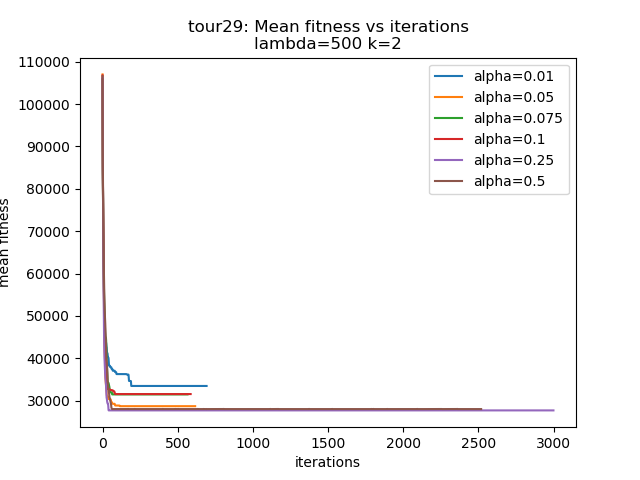 tour29: Mean fitness vs iterations
lambda=500 k=2
110000
100000
90000
80000
70000
60000
50000
40000
30000
mean fitness
alpha=0.01
alpha=0.05
alpha=0.075
alpha=0.1
alpha=0.25
alpha=0.5
0
500
1000
1500
2000
2500
3000
iterations